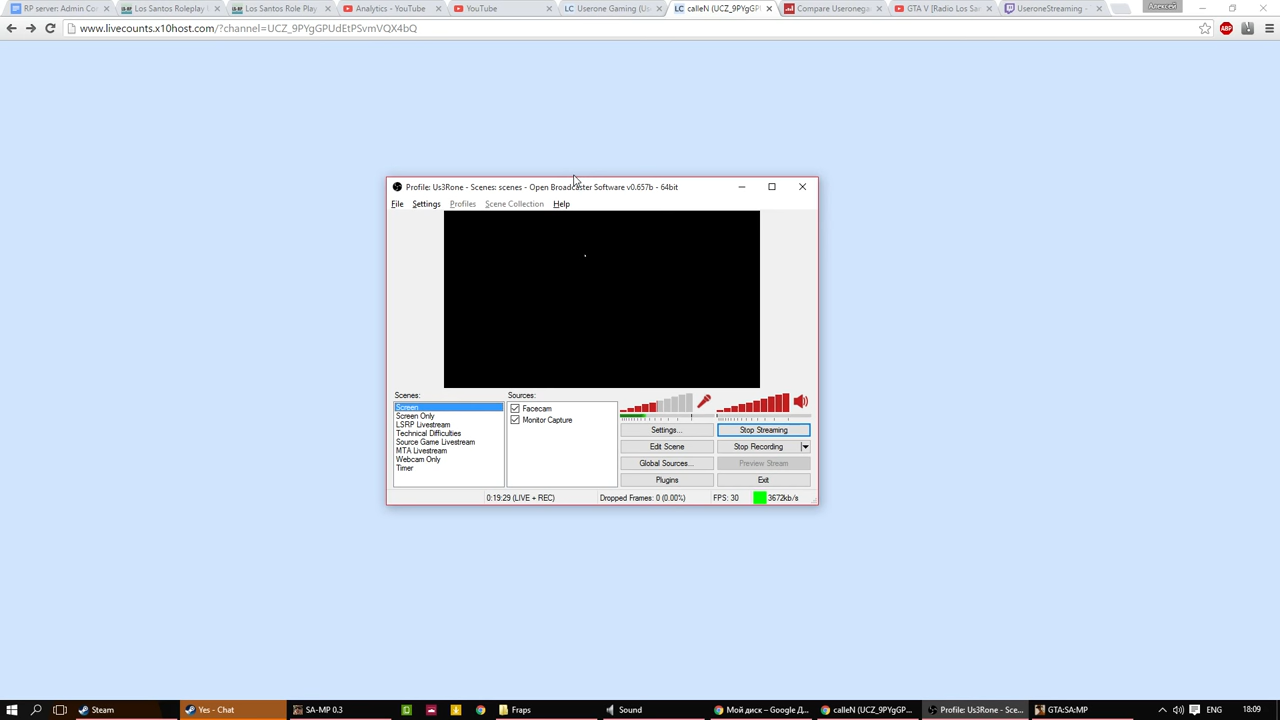 RP server: Admin Co
Los Santos Roleplay
Los Santos Role Play
Analytics - YouTube
YouTube
LC Userone Gaming (Us
LC calleN (UCZ_9PYgGP
Compare Useronega
GTA V [Radio Los Sa
UseroneStreaming -
Алексей
www.livecounts.x10host.com/?channel=UCZ_9PYgGPUdEtPSvmVQX4bQ
ABP
Profile: Us3Rone - Scenes: scenes - Open Broadcaster Software v0.657b - 64bit
File Settings Profiles Scene Collection Help
Scenes:
Screen
Screen Only
LSRP Livestream
Technical Difficulties
Source Game Livestream
MTA Livestream
Webcam Only
Timer
Sources:
Facecam
Monitor Capture
Settings... Stop Streaming
Edit Scene Stop Recording
Global Sources... Preview Stream
Plugins Exit
0:19:29 (LIVE + REC) Dropped Frames: 0 (0.00%) FPS: 30 3672kb/s
Steam
Yes - Chat
SA-MP 0.3
Fraps
Sound
Мой диск – Google Д...
calleN (UCZ_9PYgGP...
Profile: Us3Rone - Sce...
GTA:SA:MP
ENG
18:09